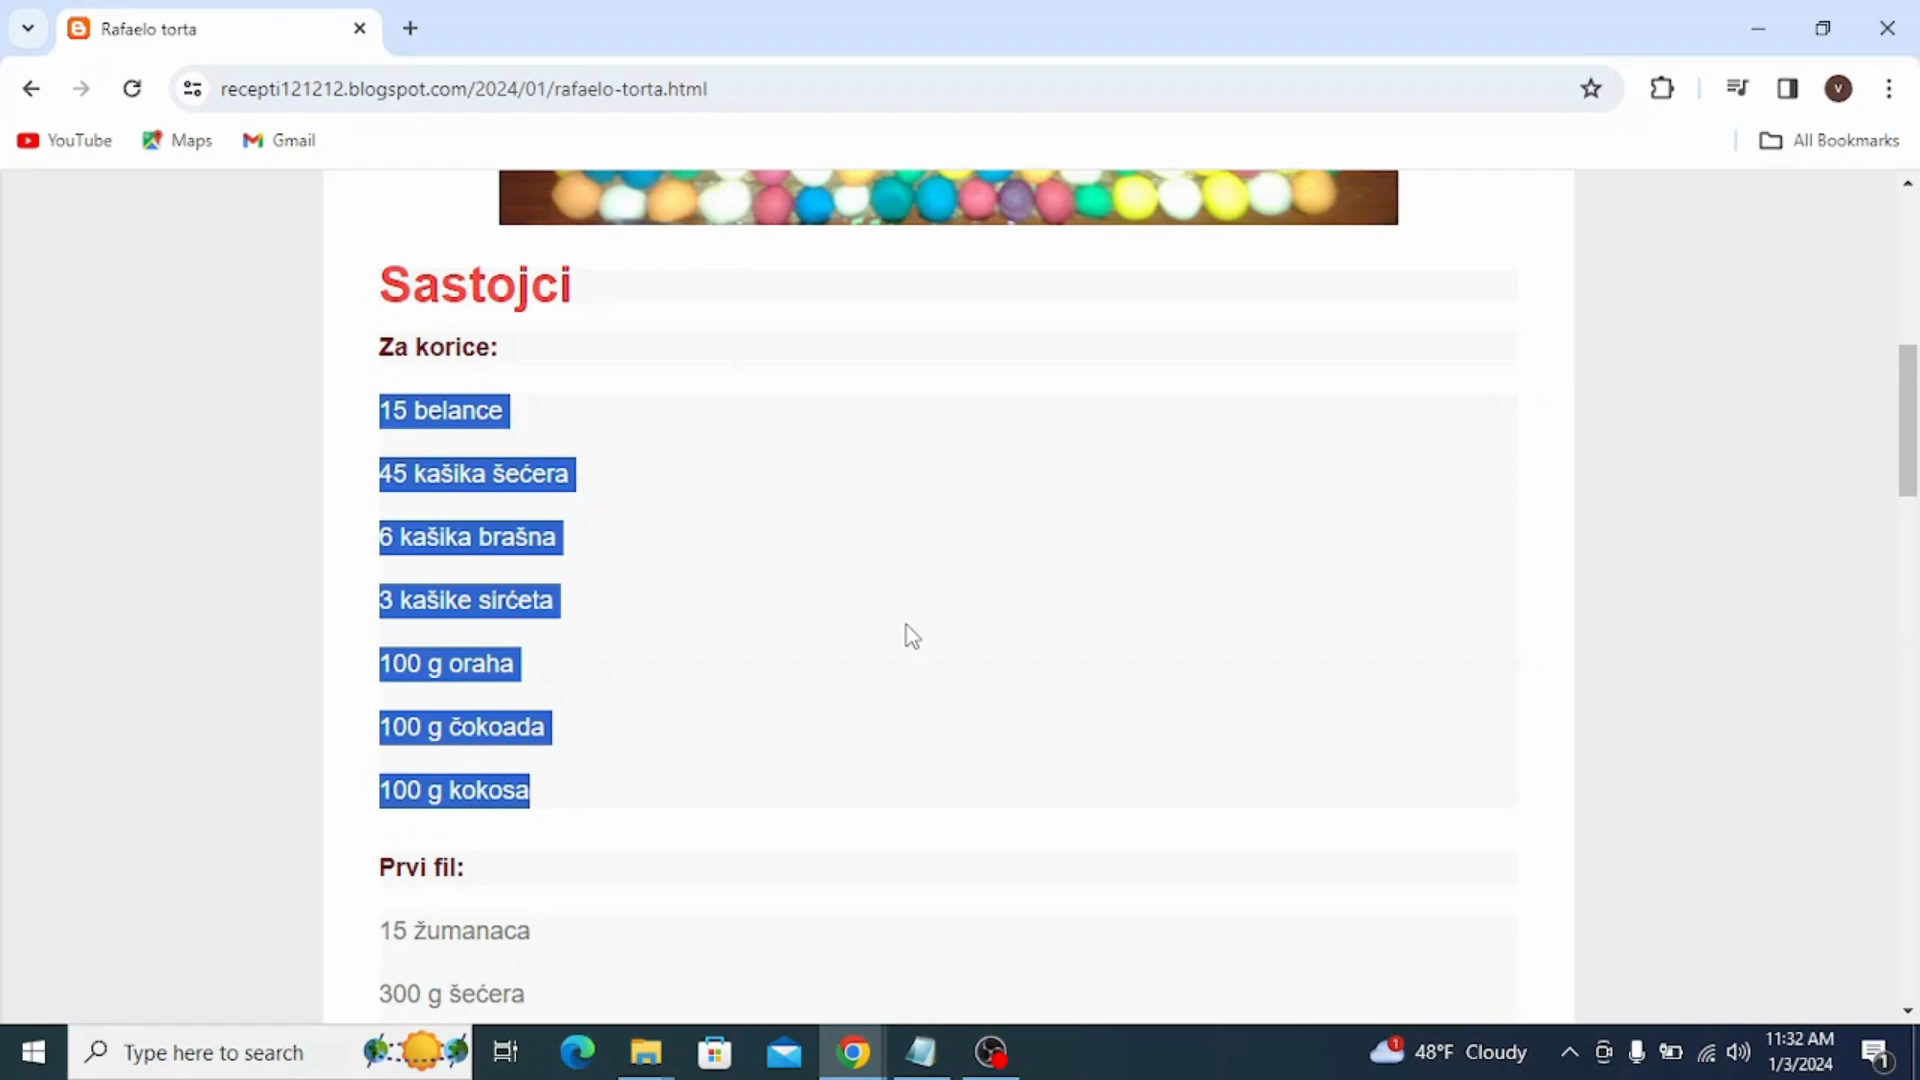 Rafaelo torta
recepti121212.blogspot.com/2024/01/rafaelo-torta.html
V
YouTube Maps Gmail All Bookmarks
Sastojci
Za korice:
15 belance
45 kašika šećera
6 kašika brašna
3 kašike sirćeta
100 g oraha
100 g čokoada
100 g kokosa
Prvi fil:
15 žumanaca
300 g šećera
Type here to search
1
48°F Cloudy
11:32 AM
1/3/2024
1